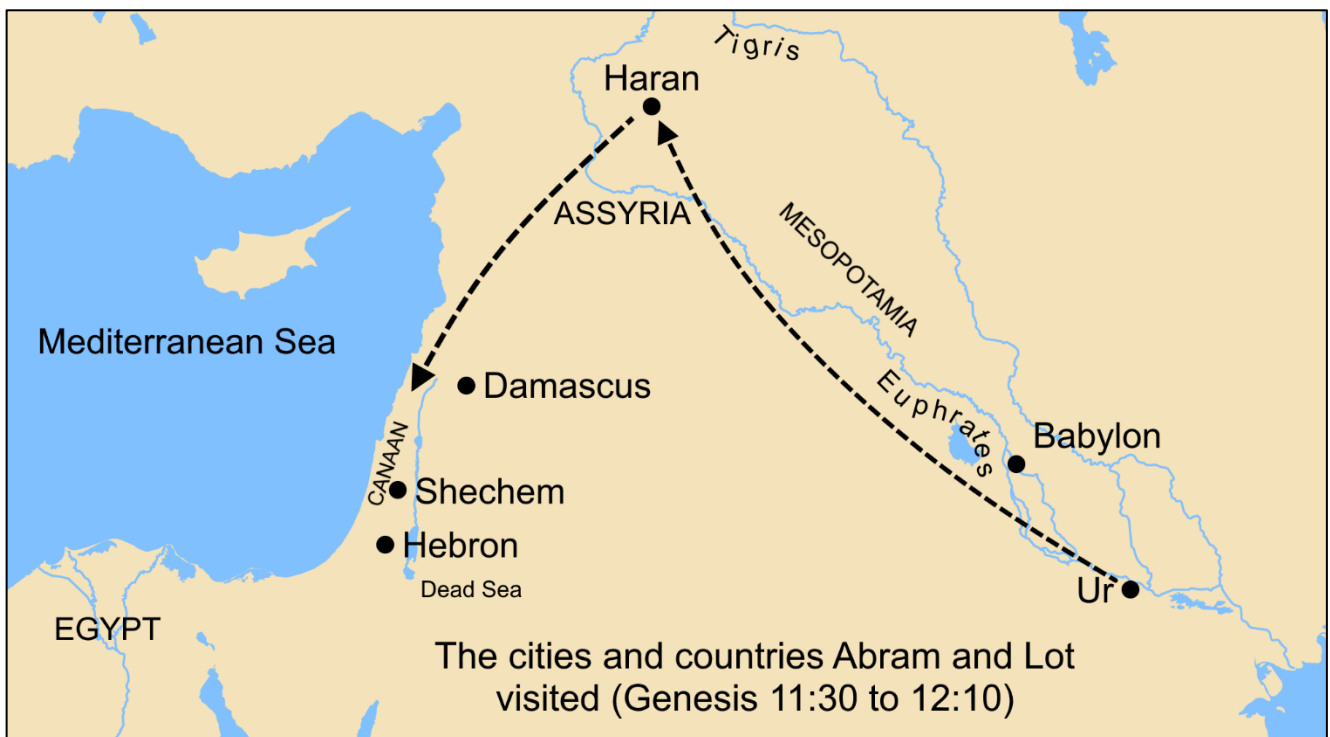 Tigris
Haran
ASSYRIA
MESOPOTAMIA
Mediterranean Sea
Damascus
Euphrates
Babylon
CANAAN
Shechem
Hebron
Dead Sea
Ur
EGYPT
The cities and countries Abram and Lot
visited (Genesis 11:30 to 12:10)